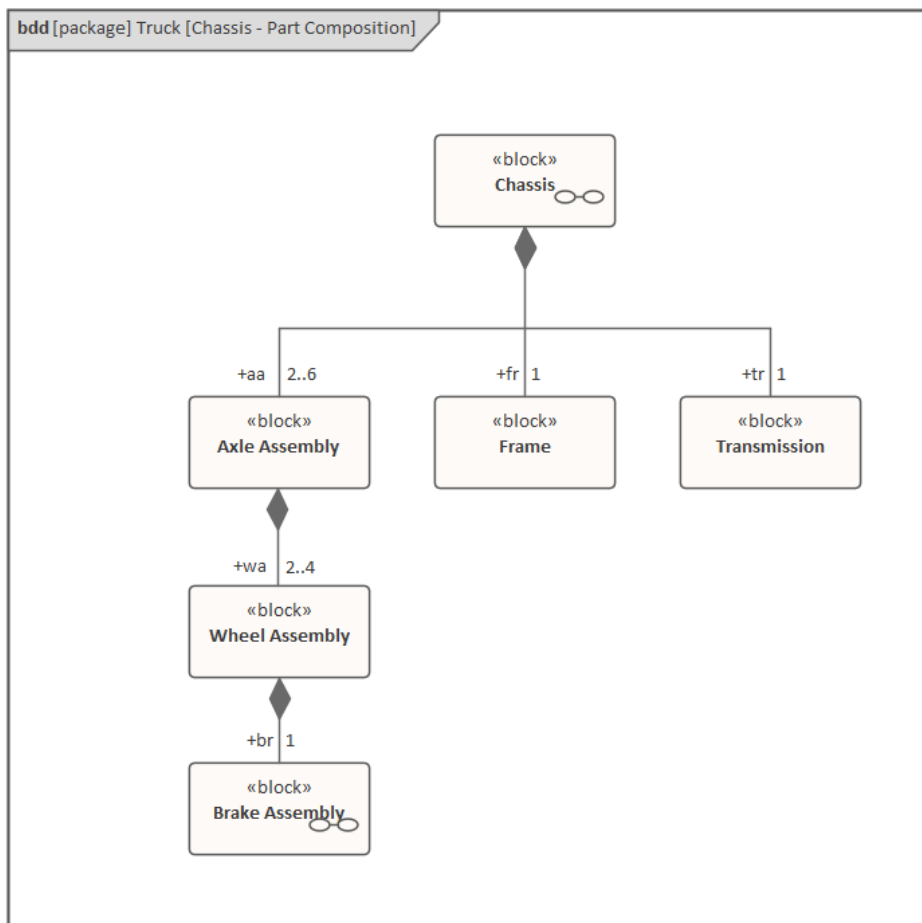 bdd [package] Truck [Chassis - Part Composition]
«block»
Chassis
+aa 2..6
+fr 1
+tr 1
«block»
Axle Assembly
«block»
Frame
«block»
Transmission
+wa 2..4
«block»
Wheel Assembly
+br 1
«block»
Brake Assembly